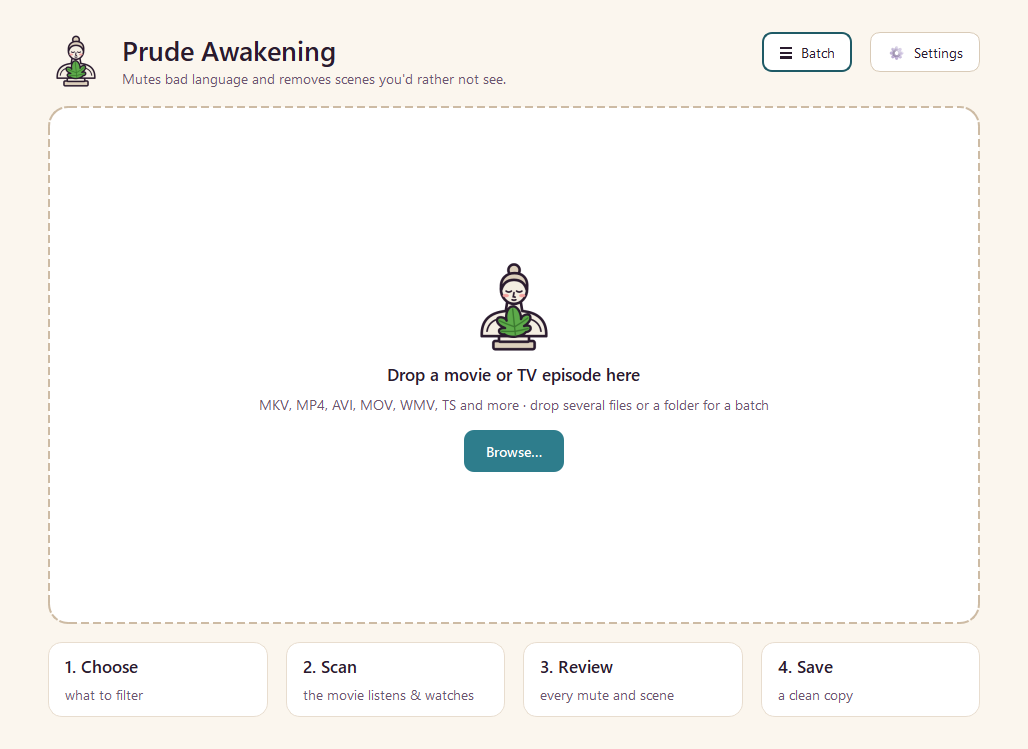 Prude Awakening
Mutes bad language and removes scenes you'd rather not see.
Batch
Settings
Drop a movie or TV episode here
MKV, MP4, AVI, MOV, WMV, TS and more · drop several files or a folder for a batch
Browse...
1. Choose
what to filter
2. Scan
the movie listens & watches
3. Review
every mute and scene
4. Save
a clean copy